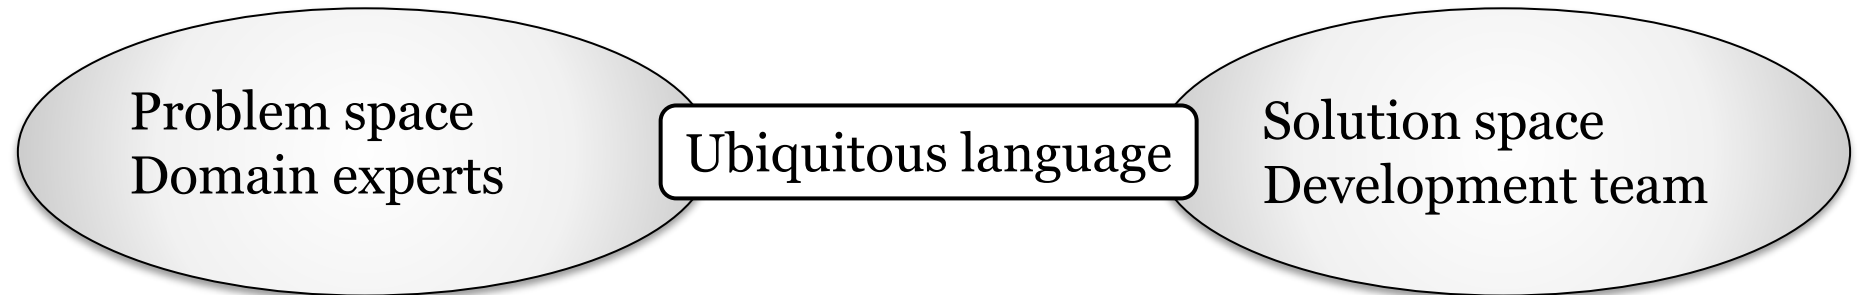 Problem space
Domain experts
Ubiquitous language
Solution space
Development team